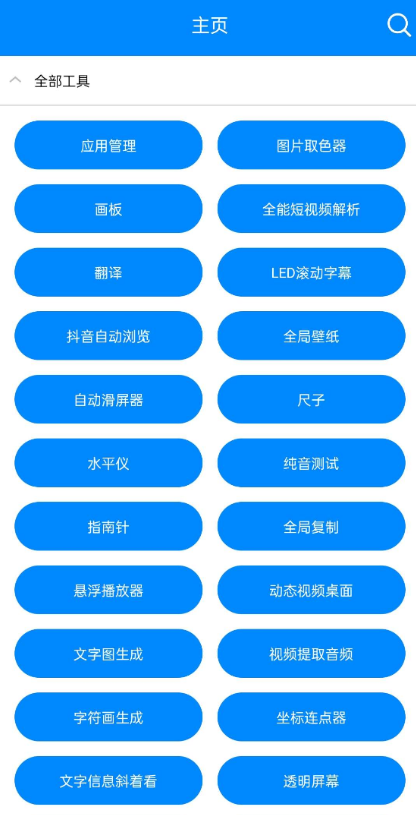 主页
全部工具
应用管理
图片取色器
画板
全能短视频解析
翻译
LED滚动字幕
抖音自动浏览
全局壁纸
自动滑屏器
尺子
水平仪
纯音测试
指南针
全局复制
悬浮播放器
动态视频桌面
文字图生成
视频提取音频
字符画生成
坐标连点器
文字信息斜着看
透明屏幕